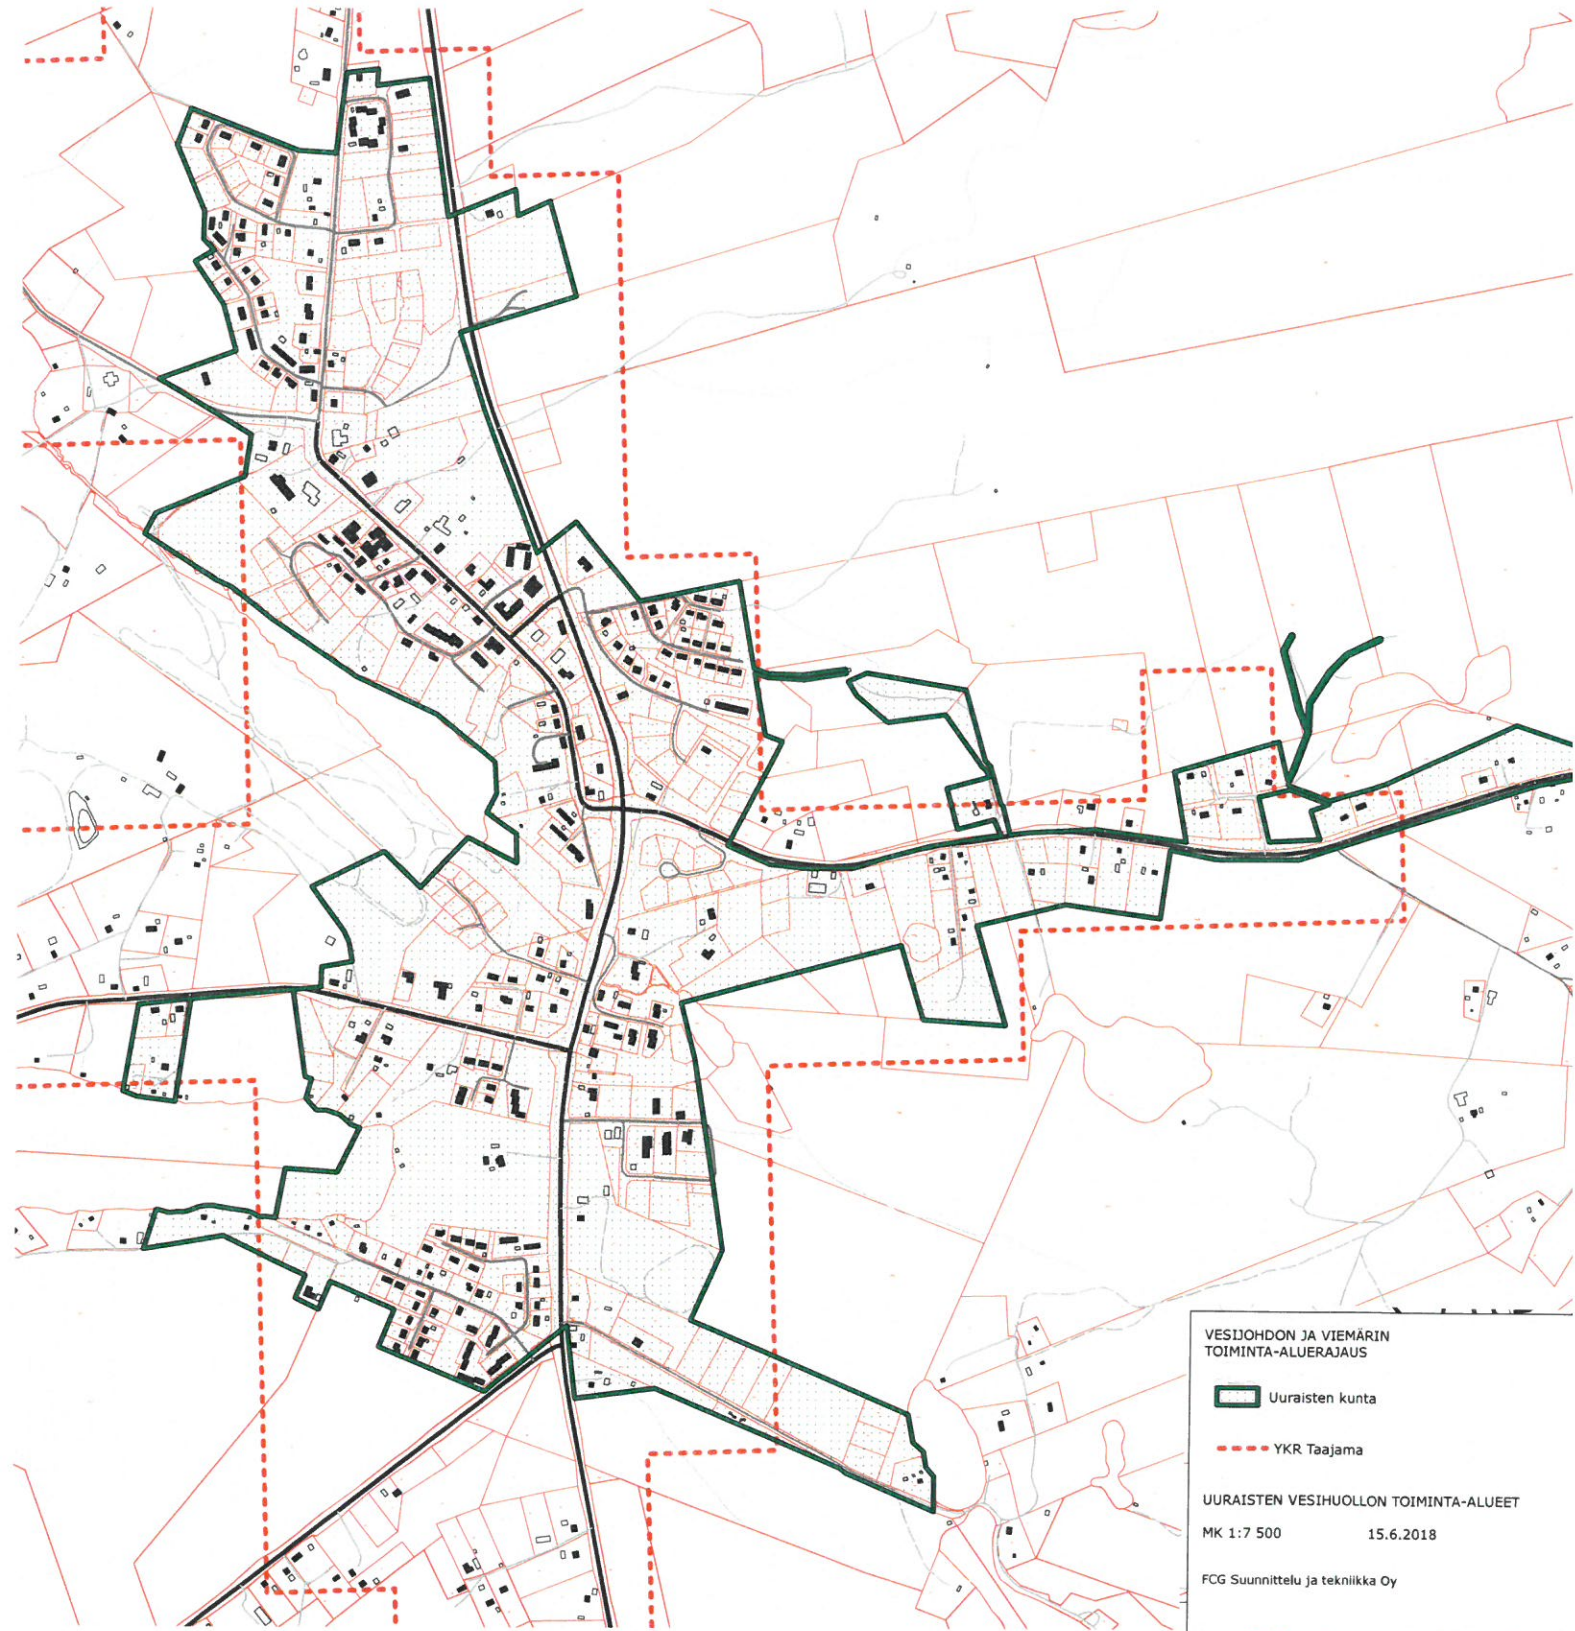 VESIJOHDON JA VIEMÄRIN
TOIMINTA-ALUERAJAUS
Uuraisten kunta
YKR Taajama
UURAISTEN VESIHUOLLON TOIMINTA-ALUEET
MK 1:7 500 15.6.2018
FCG Suunnittelu ja tekniikka Oy